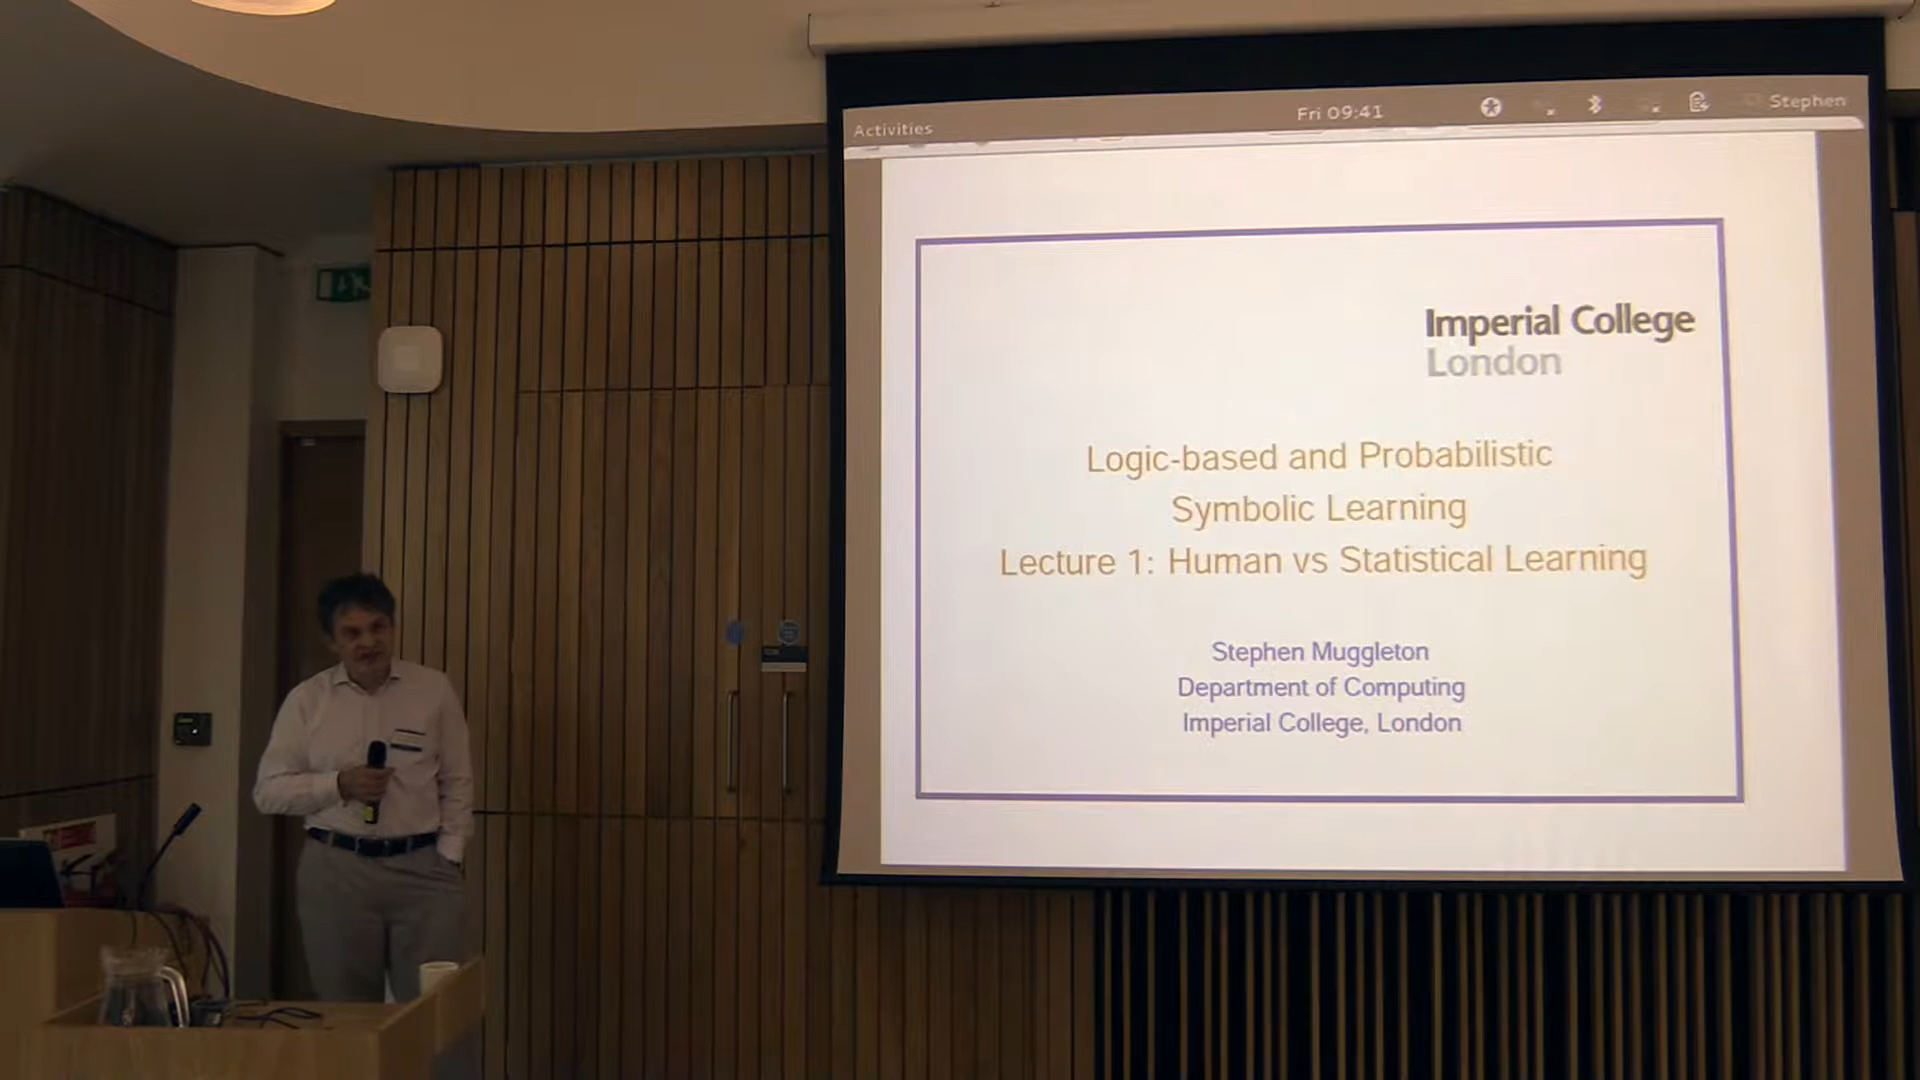 Activities
Fri 09:41
Stephen
Imperial College
London
Logic-based and Probabilistic
Symbolic Learning
Lecture 1: Human vs Statistical Learning
Stephen Muggleton
Department of Computing
Imperial College, London